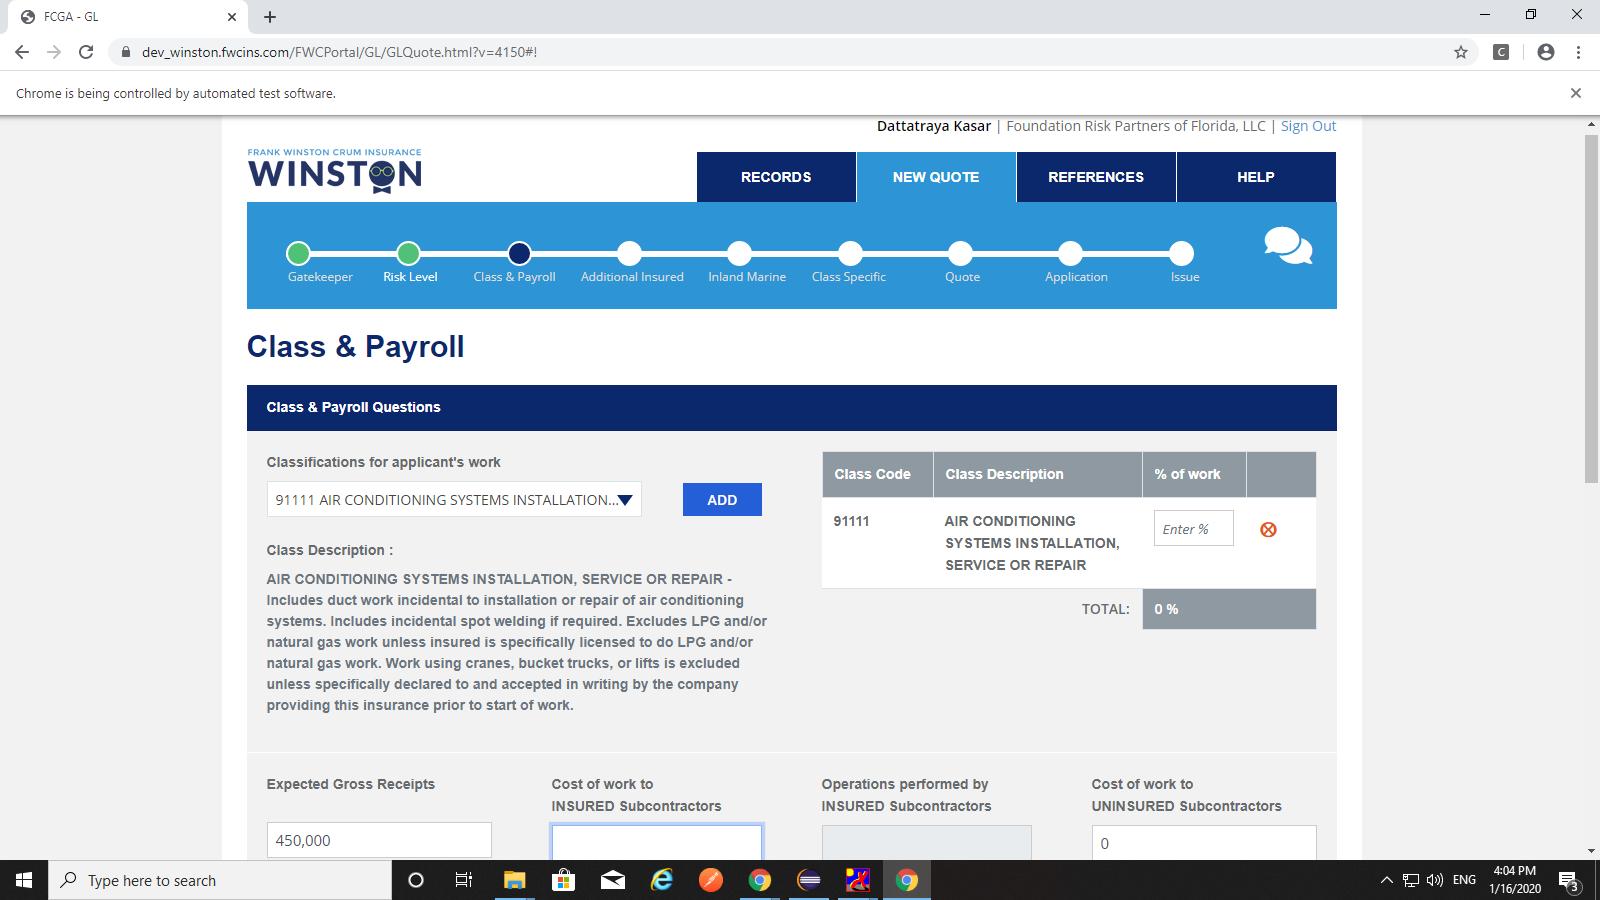 FCGA - GL
dev_winston.fwcins.com/FWCPortal/GL/GLQuote.html?v=4150#!
C
Chrome is being controlled by automated test software.
Dattatraya Kasar | Foundation Risk Partners of Florida, LLC | Sign Out
FRANK WINSTON CRUM INSURANCE
WINSTON
RECORDS
NEW QUOTE
REFERENCES
HELP
Gatekeeper
Risk Level
Class & Payroll
Additional Insured
Inland Marine
Class Specific
Quote
Application
Issue
Class & Payroll
Class & Payroll Questions
Classifications for applicant's work
91111 AIR CONDITIONING SYSTEMS INSTALLATION...
ADD
Class Description :
AIR CONDITIONING SYSTEMS INSTALLATION, SERVICE OR REPAIR -
Includes duct work incidental to installation or repair of air conditioning
systems. Includes incidental spot welding if required. Excludes LPG and/or
natural gas work unless insured is specifically licensed to do LPG and/or
natural gas work. Work using cranes, bucket trucks, or lifts is excluded
unless specifically declared to and accepted in writing by the company
providing this insurance prior to start of work.
Class Code
Class Description
% of work
91111
AIR CONDITIONING
SYSTEMS INSTALLATION,
SERVICE OR REPAIR
Enter %
TOTAL:
0 %
Expected Gross Receipts
450,000
Cost of work to
INSURED Subcontractors
Operations performed by
INSURED Subcontractors
Cost of work to
UNINSURED Subcontractors
0
Type here to search
ENG
4:04 PM
1/16/2020
3